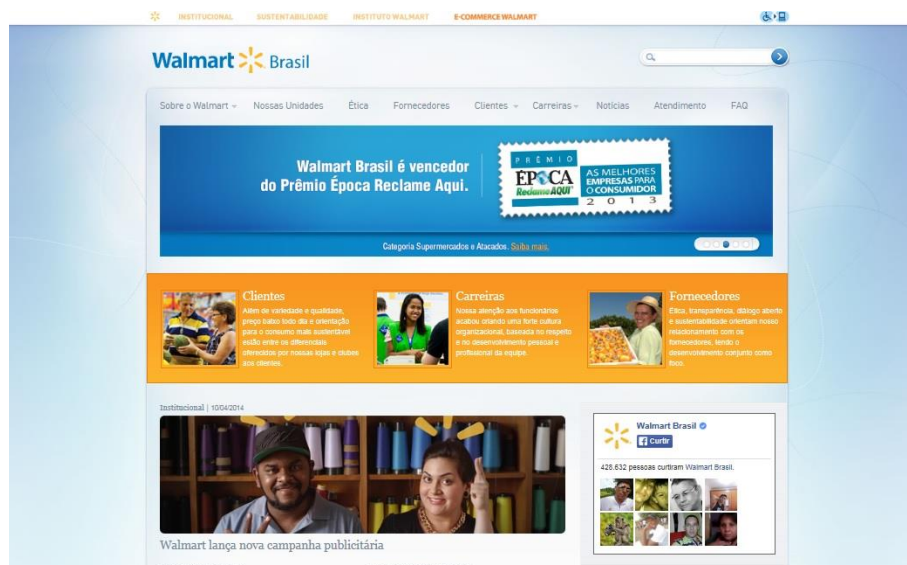 INSTITUCIONAL SUSTENTABILIDADE INSTITUTO WALMART E-COMMERCE WALMART
Walmart Brasil
Sobre o Walmart Nossas Unidades Ética Fornecedores Clientes Carreiras Notícias Atendimento FAQ
Walmart Brasil é vencedor
do Prêmio Época Reclame Aqui.
PRÊMIO
ÉPOCA
ReclameAQUI
AS MELHORES
EMPRESAS PARA
O CONSUMIDOR
2013
Categoria Supermercados e Atacados. Saiba mais.
Clientes
Além de variedade e qualidade,
preço baixo todo dia e orientação
para o consumo mais sustentável
estão entre os diferenciais
oferecidos por nossas lojas e clubes
aos clientes.
Carreiras
Nossa atenção aos funcionários
acabou criando uma forte cultura
organizacional, baseada no respeito
e no desenvolvimento pessoal e
profissional da equipe.
Fornecedores
Ética, transparência, diálogo aberto
e sustentabilidade orientam nosso
relacionamento com os
fornecedores, tendo o
desenvolvimento conjunto como
foco.
Institucional | 10/04/2014
Walmart lança nova campanha publicitária
Walmart Brasil
Curtir
428.632 pessoas curtiram Walmart Brasil.